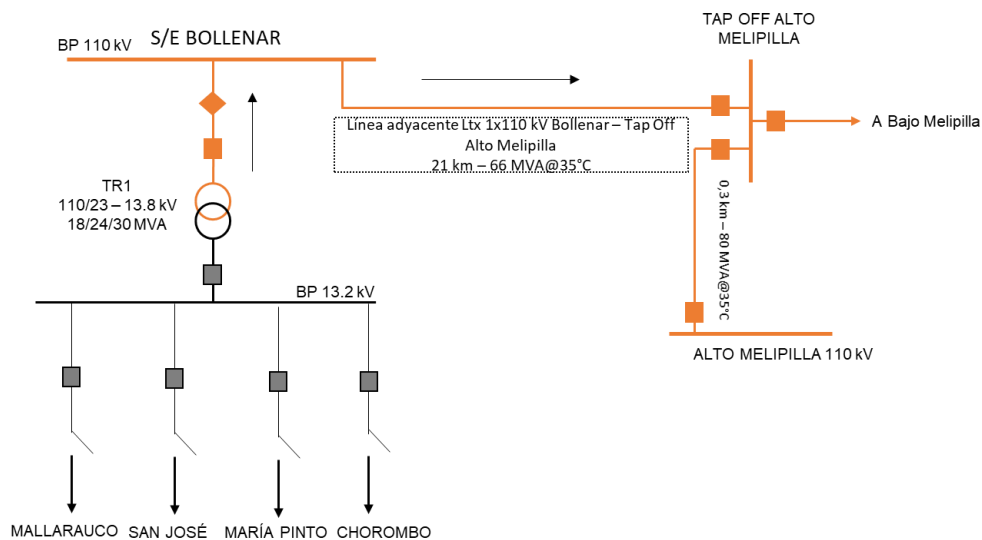 BP 110 kV
S/E BOLLENAR
TAP OFF ALTO
MELIPILLA
A Bajo Melipilla
Línea adyacente Ltx 1x110 kV Bollenar – Tap Off
Alto Melipilla
21 km – 66 MVA@35°C
TR1
110/23 – 13.8 kV
18/24/30 MVA
0,3 km – 80 MVA@35°C
BP 13.2 kV
ALTO MELIPILLA 110 kV
MALLARAUCO
SAN JOSÉ
MARÍA PINTO
CHOROMBO